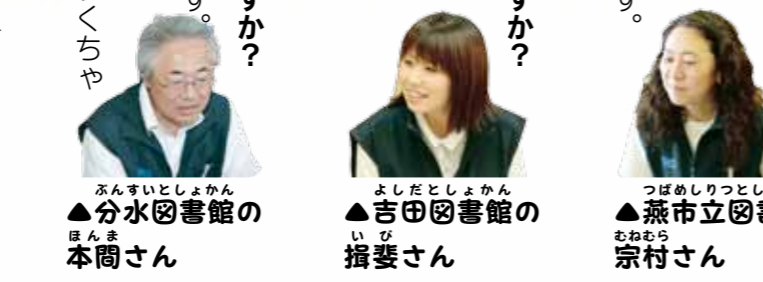 すか？
す。
くちゃ
ぶんすいとしょかん
▲分水図書館の
ほんま
本間さん
すか？
よしだとしょかん
▲吉田図書館の
いび
揖斐さん
す。
つばめしりつとし
▲燕市立図書
むねむら
宗村さん